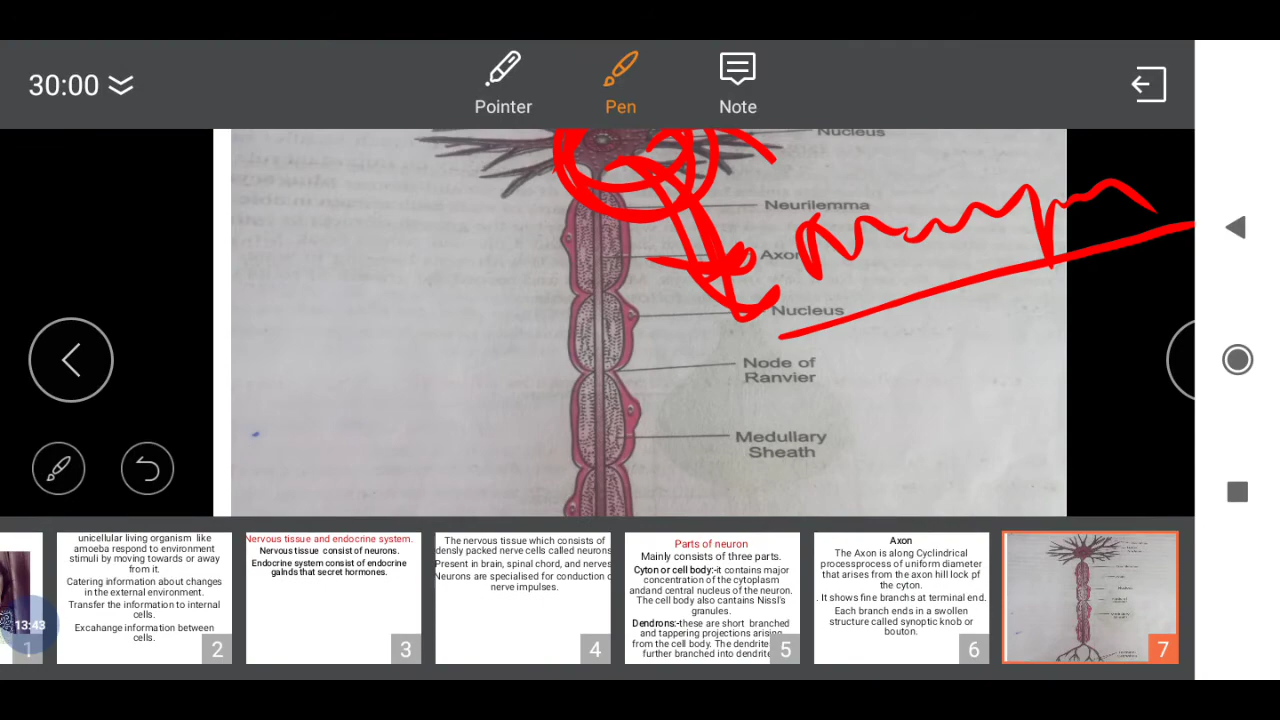 30:00
Pointer
Pen
Note
Nucleus
Neurilemma
Axon
Nucleus
Node of
Ranvier
Medullary
Sheath
13:43
1
unicellular living organism like
amoeba respond to environment
stimuli by moving towards or away
from it.
Catering information about changes
in the external environment.
Transfer the information to internal
cells.
Excahange information between
cells.
2
Nervous tissue and endocrine system.
Nervous tissue consist of neurons.
Endocrine system consist of endocrine
galnds that secret hormones.
3
The nervous tissue which consists of
densly packed nerve cells called neurons
Present in brain, spinal chord, and nerves
Neurons are specialised for conduction o
nerve impulses.
4
Parts of neuron
Mainly consists of three parts.
Cyton or cell body:-it contains major
concentration of the cytoplasm
andand central nucleus of the neuron.
The cell body also cantains Nissl's
granules.
Dendrons:-these are short branched
and tappering projections arising
from the cell body. The dendrite
further branched into dendrite
5
Axon
The Axon is along Cyclindrical
processprocess of uniform diameter
that arises from the axon hill lock pf
the cyton.
. It shows fine branchs at terminal end.
Each branch ends in a swollen
structure called synoptic knob or
bouton.
6
7